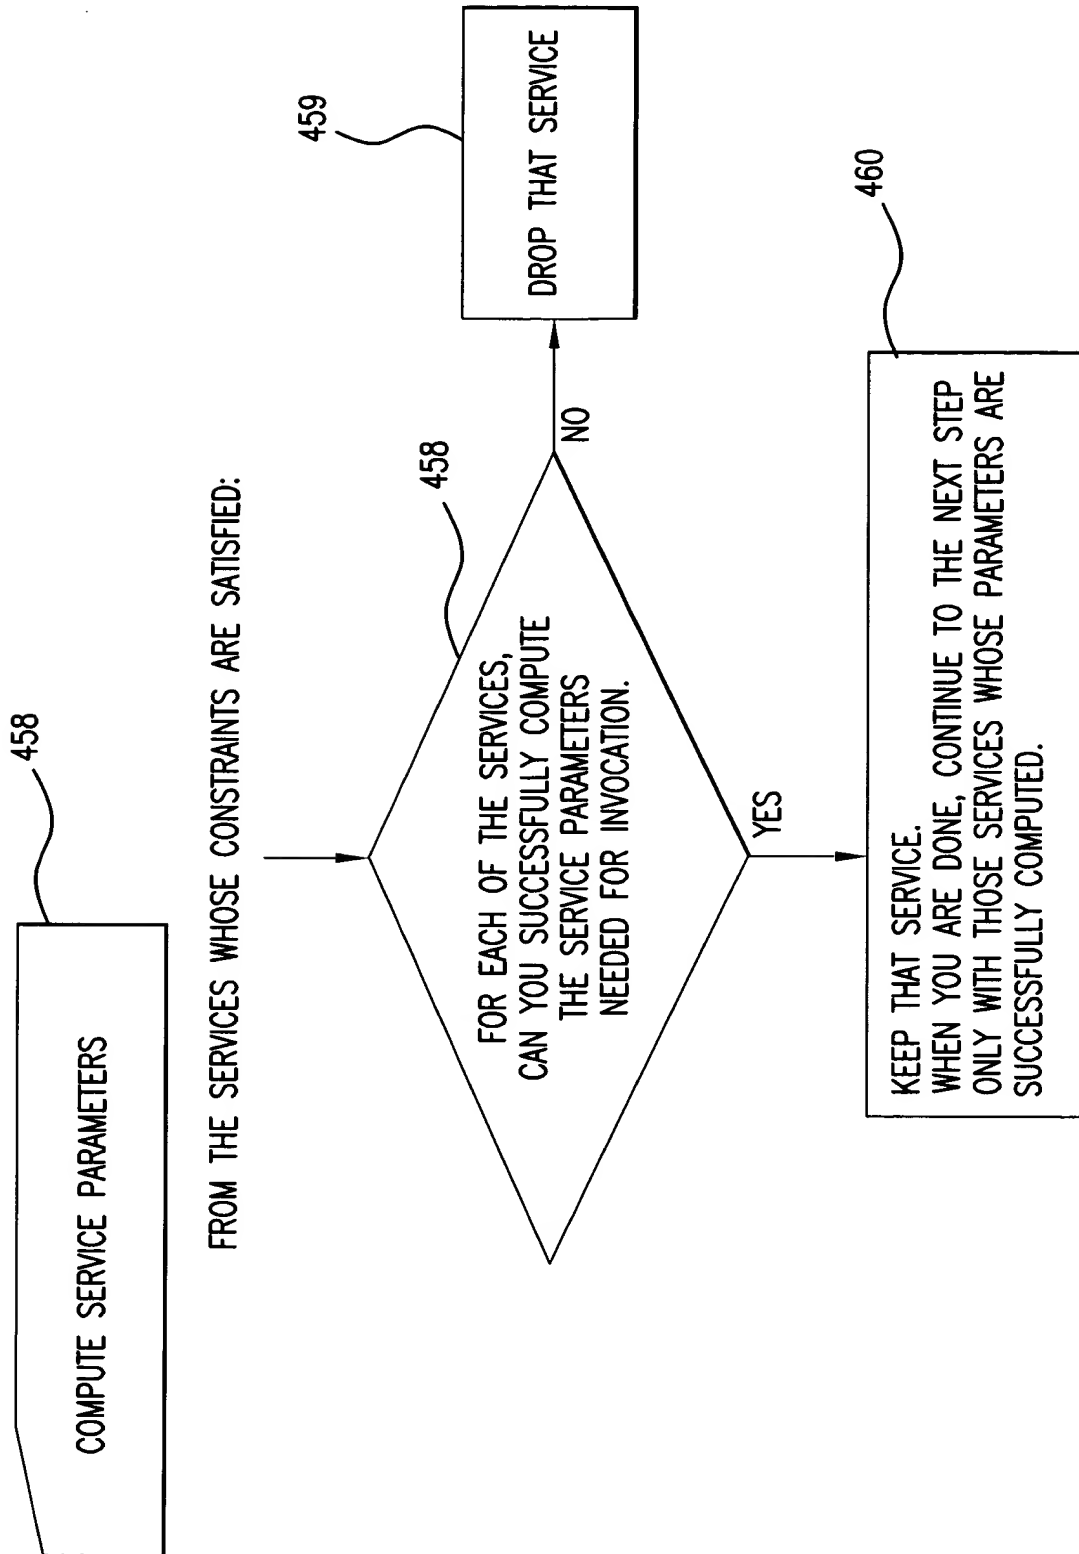 458
COMPUTE SERVICE PARAMETERS
FROM THE SERVICES WHOSE CONSTRAINTS ARE SATISFIED:
458
FOR EACH OF THE SERVICES,
CAN YOU SUCCESSFULLY COMPUTE
THE SERVICE PARAMETERS
NEEDED FOR INVOCATION.
NO
459
DROP THAT SERVICE
YES
460
KEEP THAT SERVICE.
WHEN YOU ARE DONE, CONTINUE TO THE NEXT STEP
ONLY WITH THOSE SERVICES WHOSE PARAMETERS ARE
SUCCESSFULLY COMPUTED.